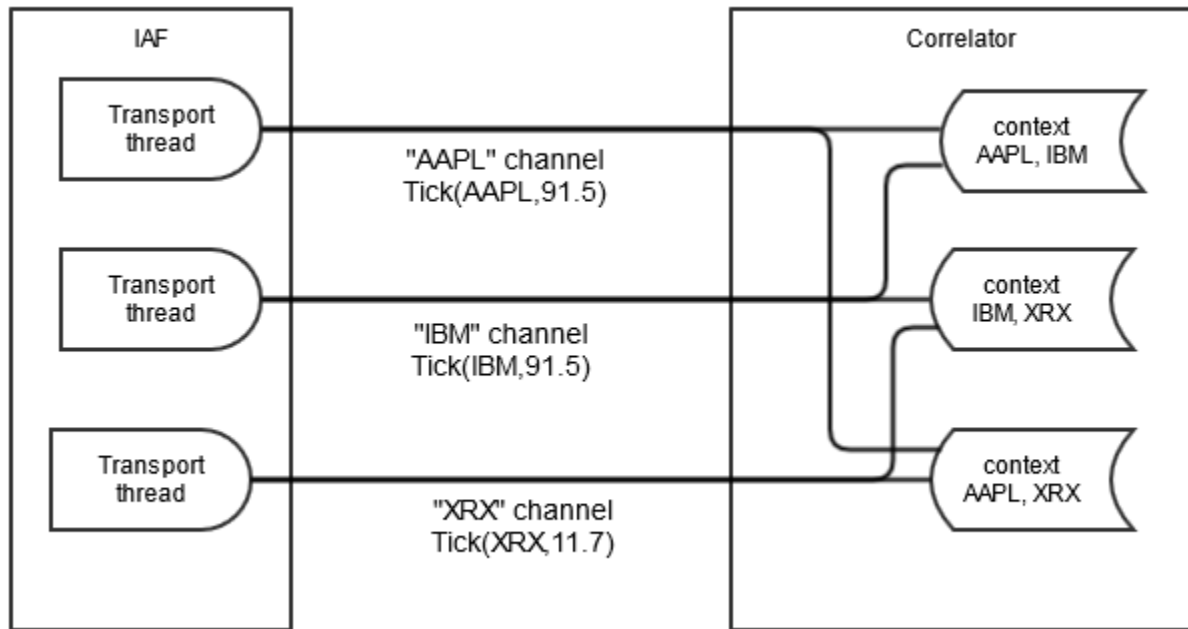 IAF
Correlator
Transport
thread
"AAPL" channel
Tick(AAPL,91.5)
context
AAPL, IBM
Transport
thread
"IBM" channel
Tick(IBM,91.5)
context
IBM, XRX
Transport
thread
"XRX" channel
Tick(XRX,11.7)
context
AAPL, XRX